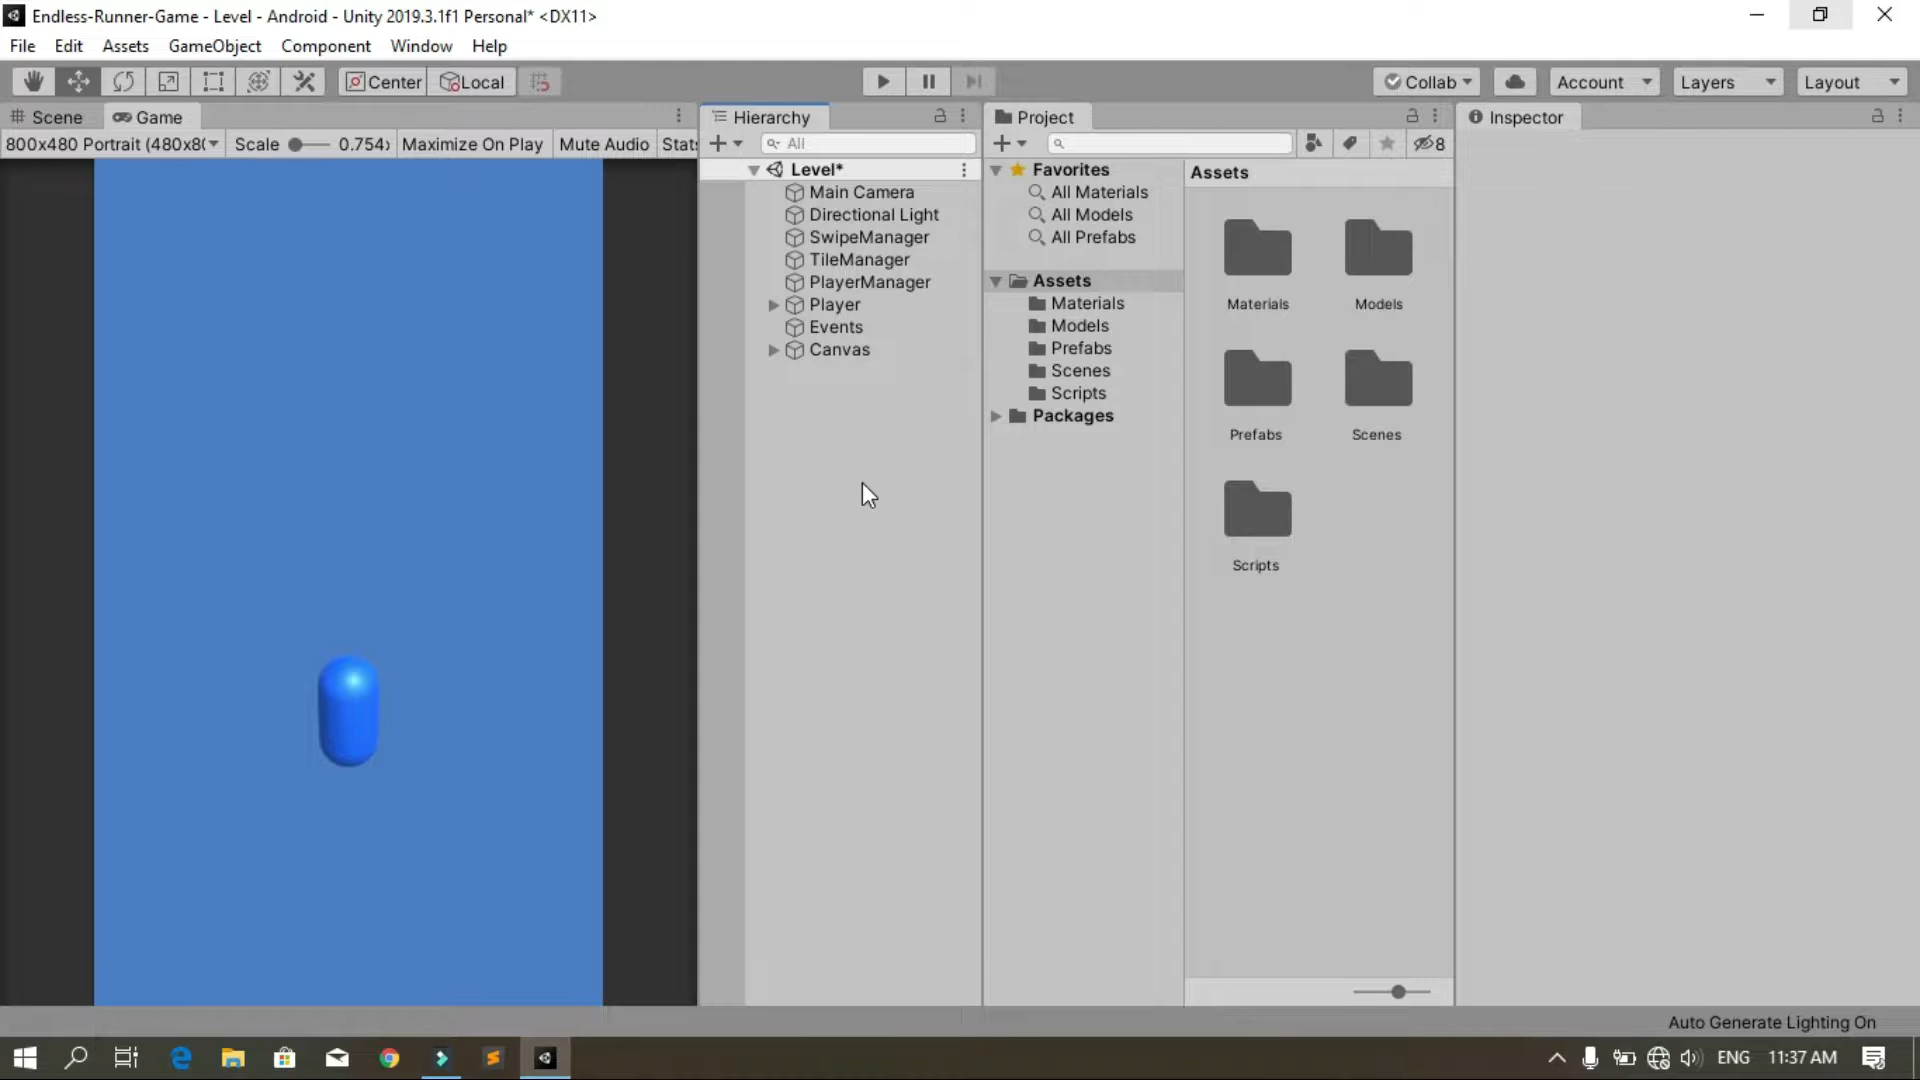 Endless-Runner-Game - Level - Android - Unity 2019.3.1f1 Personal* <DX11>
File Edit Assets GameObject Component Window Help
Center Local Collab Account Layers Layout
Scene Game Hierarchy Project Inspector
800x480 Portrait (480x8( Scale 0.754x Maximize On Play Mute Audio Stats All 8
Level*
Main Camera
Directional Light
SwipeManager
TileManager
PlayerManager
Player
Events
Canvas
Favorites
All Materials
All Models
All Prefabs
Assets
Materials
Models
Prefabs
Scenes
Scripts
Packages
Assets
Materials Models
Prefabs Scenes
Scripts
Auto Generate Lighting On
ENG 11:37 AM